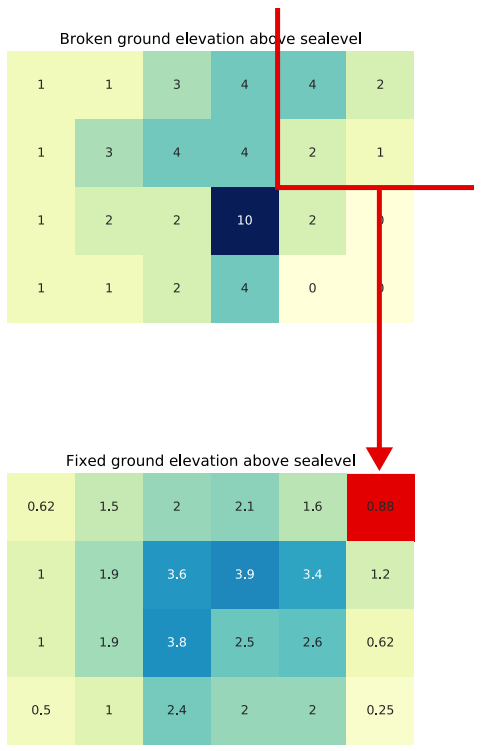 Broken ground elevation above sealevel
1 1 3 4 4 2
1 3 4 4 2 1
1 2 2 10 2 0
1 1 2 4 0 0
Fixed ground elevation above sealevel
0.62 1.5 2 2.1 1.6 0.88
1 1.9 3.6 3.9 3.4 1.2
1 1.9 3.8 2.5 2.6 0.62
0.5 1 2.4 2 2 0.25